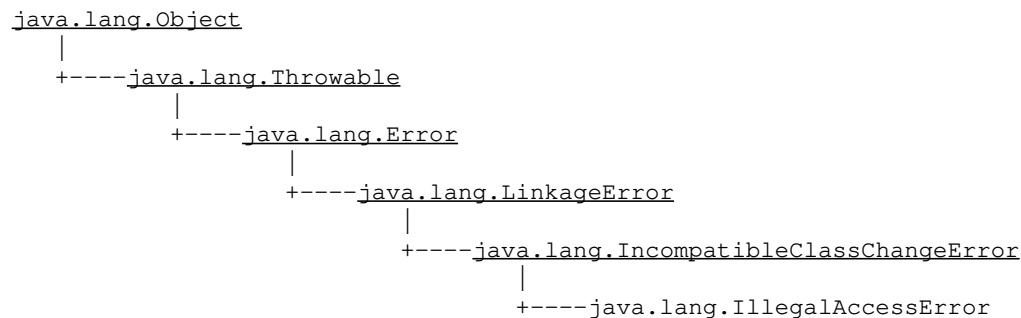 java.lang.Object
   |
   +----java.lang.Throwable
           |
           +----java.lang.Error
                   |
                   +----java.lang.LinkageError
                           |
                           +----java.lang.IncompatibleClassChangeError
                                   |
                                   +----java.lang.IllegalAccessError